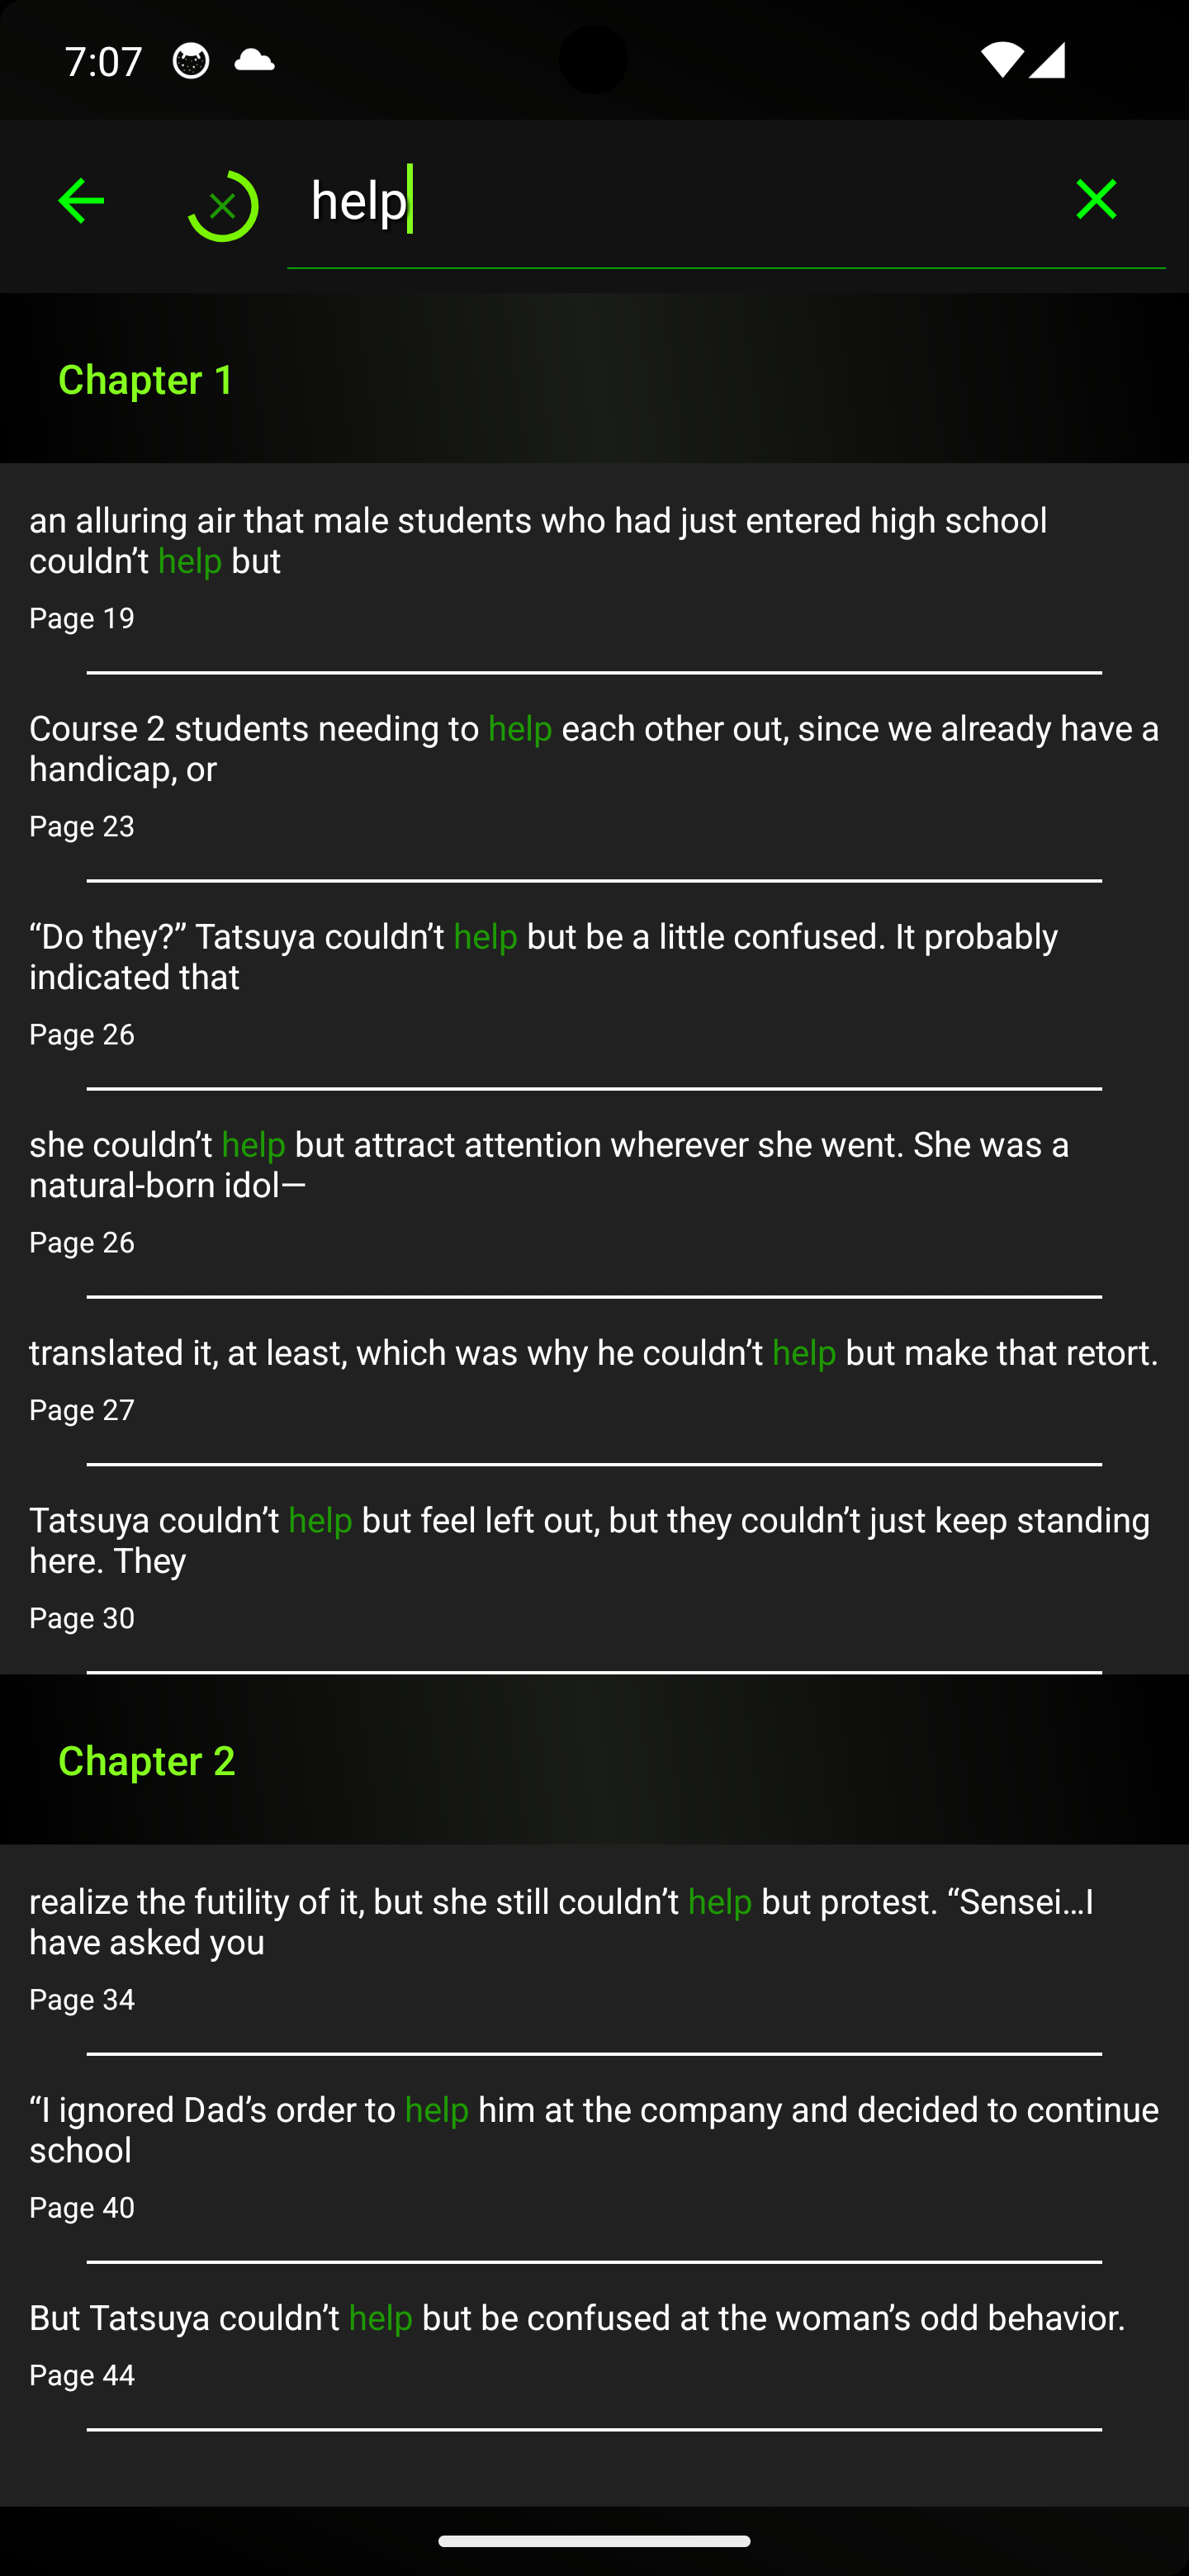 7:07
help
Chapter 1
an alluring air that male students who had just entered high school
couldn’t help but
Page 19
Course 2 students needing to help each other out, since we already have a
handicap, or
Page 23
“Do they?” Tatsuya couldn’t help but be a little confused. It probably
indicated that
Page 26
she couldn’t help but attract attention wherever she went. She was a
natural-born idol—
Page 26
translated it, at least, which was why he couldn’t help but make that retort.
Page 27
Tatsuya couldn’t help but feel left out, but they couldn’t just keep standing
here. They
Page 30
Chapter 2
realize the futility of it, but she still couldn’t help but protest. “Sensei…I
have asked you
Page 34
“I ignored Dad’s order to help him at the company and decided to continue
school
Page 40
But Tatsuya couldn’t help but be confused at the woman’s odd behavior.
Page 44